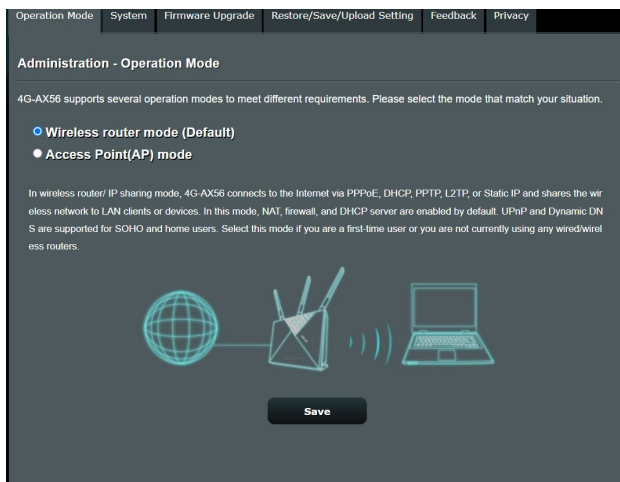 Operation Mode System Firmware Upgrade Restore/Save/Upload Setting Feedback Privacy
Administration - Operation Mode
4G-AX56 supports several operation modes to meet different requirements. Please select the mode that match your situation.
Wireless router mode (Default)
Access Point(AP) mode
In wireless router/ IP sharing mode, 4G-AX56 connects to the Internet via PPPoE, DHCP, PPTP, L2TP, or Static IP and shares the wir
eless network to LAN clients or devices. In this mode, NAT, firewall, and DHCP server are enabled by default. UPnP and Dynamic DN
S are supported for SOHO and home users. Select this mode if you are a first-time user or you are not currently using any wired/wirel
ess routers.
Save